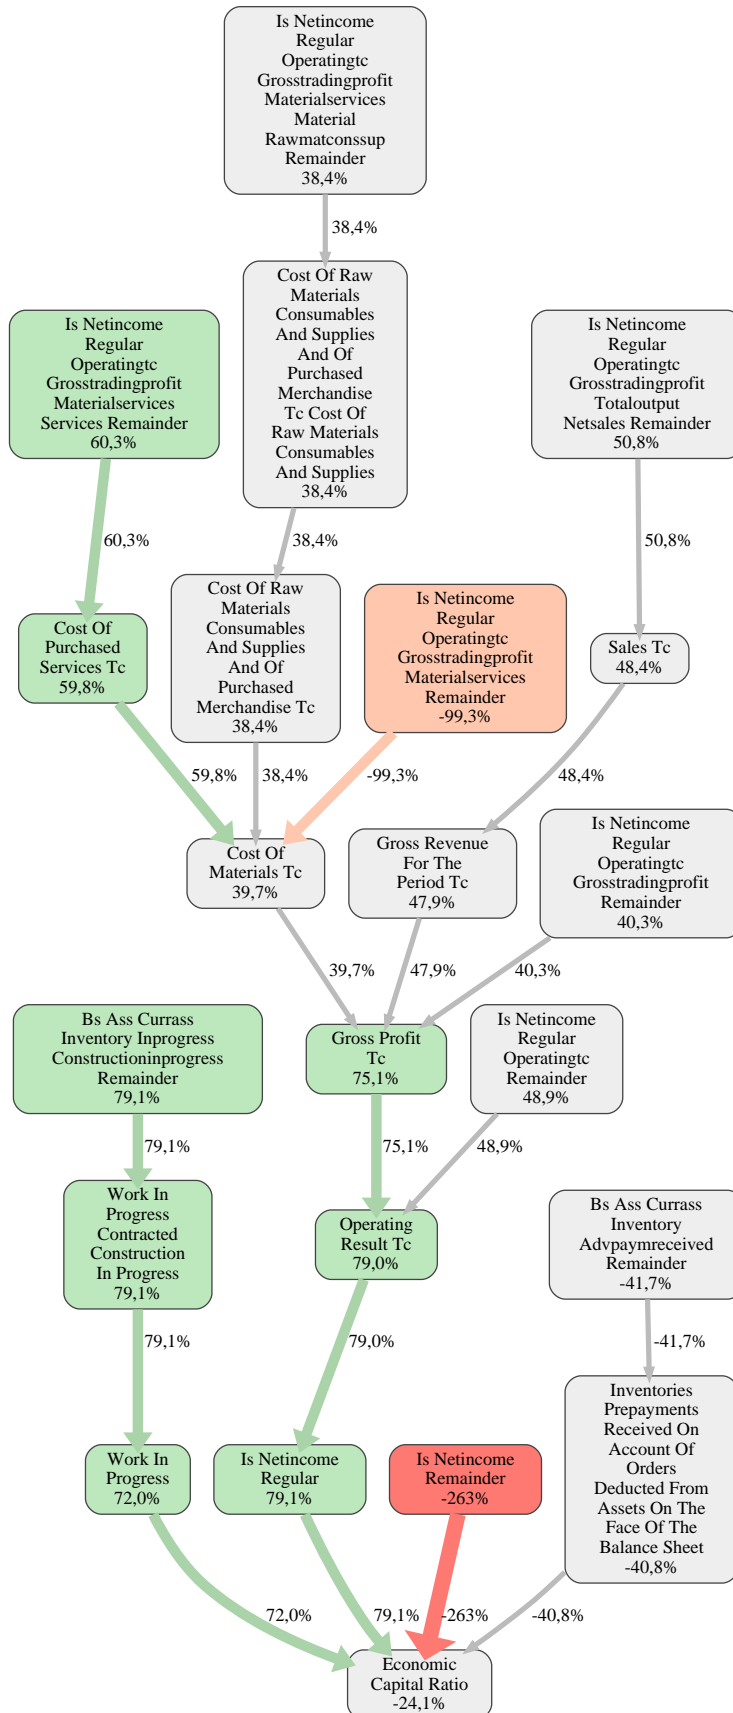 Is Netincome
Regular
Operatingtc
Grosstradingprofit
Materialservices
Material
Rawmatconssup
Remainder
38,4%
38,4%
Cost Of Raw
Materials
Consumables
And Supplies
And Of
Purchased
Merchandise
Tc Cost Of
Raw Materials
Consumables
And Supplies
38,4%
Is Netincome
Regular
Operatingtc
Grosstradingprofit
Materialservices
Services Remainder
60,3%
Is Netincome
Regular
Operatingtc
Grosstradingprofit
Totaloutput
Netsales Remainder
50,8%
60,3%
38,4%
50,8%
Cost Of
Purchased
Services Tc
59,8%
Cost Of Raw
Materials
Consumables
And Supplies
And Of
Purchased
Merchandise Tc
38,4%
Is Netincome
Regular
Operatingtc
Grosstradingprofit
Materialservices
Remainder
-99,3%
Sales Tc
48,4%
59,8%
38,4%
-99,3%
48,4%
Cost Of
Materials Tc
39,7%
Gross Revenue
For The
Period Tc
47,9%
Is Netincome
Regular
Operatingtc
Grosstradingprofit
Remainder
40,3%
39,7%
47,9%
40,3%
Bs Ass Currass
Inventory Inprogress
Constructioninprogress
Remainder
79,1%
Gross Profit
Tc
75,1%
Is Netincome
Regular
Operatingtc
Remainder
48,9%
79,1%
75,1%
48,9%
Work In
Progress
Contracted
Construction
In Progress
79,1%
Operating
Result Tc
79,0%
Bs Ass Currass
Inventory
Advpaymreceived
Remainder
-41,7%
79,1%
79,0%
-41,7%
Work In
Progress
72,0%
Is Netincome
Regular
79,1%
Is Netincome
Remainder
-263%
Inventories
Prepayments
Received On
Account Of
Orders
Deducted From
Assets On The
Face Of The
Balance Sheet
-40,8%
72,0%
79,1%
-263%
-40,8%
Economic
Capital Ratio
-24,1%